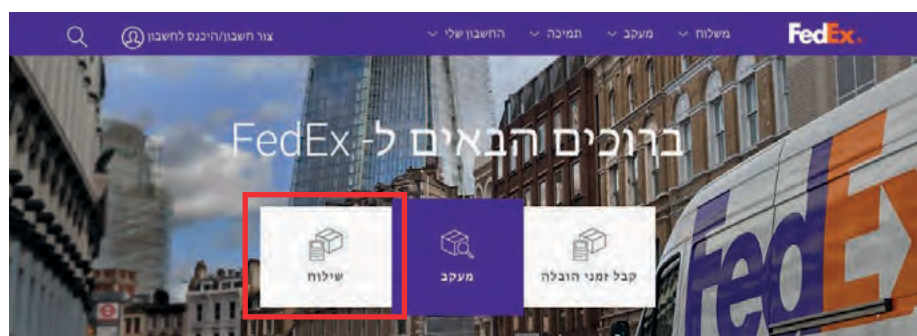 FedEx.
משלוח
מעקב
תמיכה
החשבון שלי
צור חשבון/היכנס לחשבון
ברוכים הבאים ל- FedEx
קבל זמני הובלה
מעקב
שילוח
FedEx